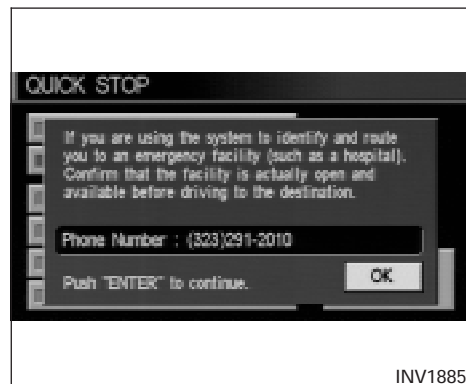 QUICK STOP
If you are using the system to identify and route
you to an emergency facility (such as a hospital).
Confirm that the facility is actually open and
available before driving to the destination.
Phone Number : (323)291-2010
OK
Push "ENTER" to continue.
INV1885